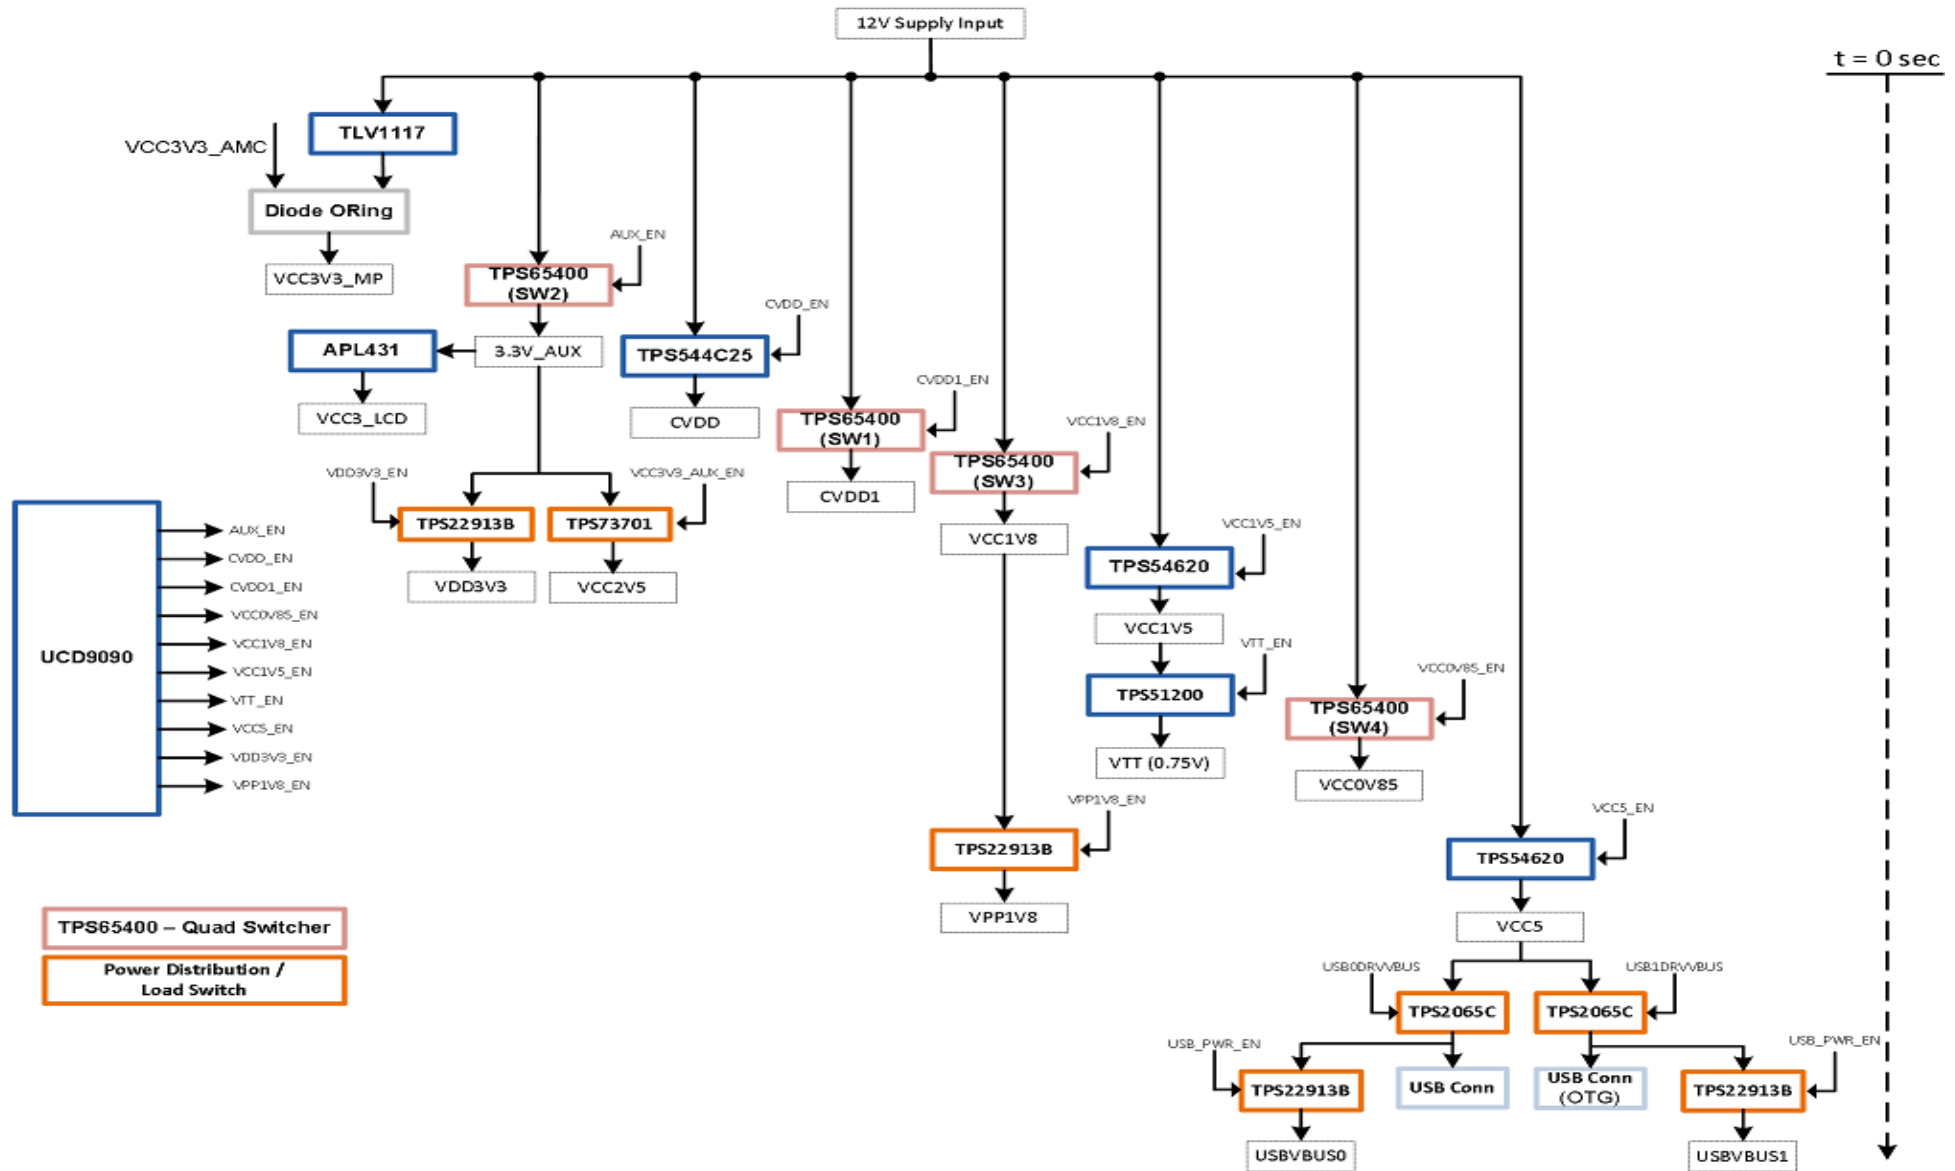 12V Supply Input
t = 0 sec
TLV1117
VCC3V3_AMC
Diode ORing
VCC3V3_MP
AUX_EN
TPS65400
(SW2)
CVDD_EN
APL431
3.3V_AUX
TPS544C25
VCC3_LCD
CVDD
CVDD1_EN
TPS65400
(SW1)
VCC1V8_EN
TPS65400
(SW3)
VDD3V3_EN
VCC3V3_AUX_EN
CVDD1
TPS22913B
TPS73701
VCC1V8
VCC1V5_EN
VDD3V3
VCC2V5
TPS54620
VCC1V5
VTT_EN
TPS51200
VCC0V85_EN
TPS65400
(SW4)
VTT (0.75V)
VCC0V85
UCD9090
AUX_EN
CVDD_EN
CVDD1_EN
VCC0V85_EN
VCC1V8_EN
VCC1V5_EN
VTT_EN
VCC5_EN
VDD3V3_EN
VPP1V8_EN
VPP1V8_EN
TPS22913B
VPP1V8
VCC5_EN
TPS54620
VCC5
TPS65400 – Quad Switcher
Power Distribution /
Load Switch
USB0DRVVBUS
USB1DRVVBUS
TPS2065C
TPS2065C
USB_PWR_EN
USB_PWR_EN
TPS22913B
USB Conn
USB Conn
(OTG)
TPS22913B
USBVBUS0
USBVBUS1